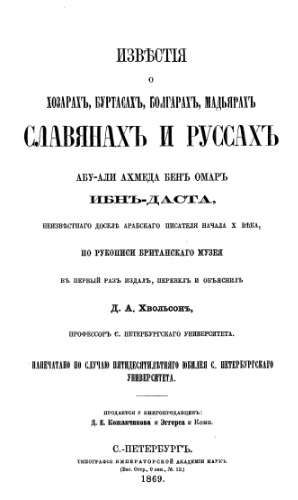 ИЗВѢСТІЯ
О
ХОЗАРАХЪ, БУРТАСАХЪ, БОЛГАРАХЪ, МАДЬЯРАХЪ
СЛАВЯНАХЪ И РУССАХЪ
АБУ-АЛИ АХМЕДА БЕНЪ ОМАРЪ
ИБНЪ-ДАСТА,
НЕИЗВѢСТНАГО ДОСЕЛѢ АРАБСКАГО ПИСАТЕЛЯ НАЧАЛА X ВѢКА,
ПО РУКОПИСИ БРИТАНСКАГО МУЗЕЯ
ВЪ ПЕРВЫЙ РАЗЪ ИЗДАЛЪ, ПЕРЕВЕЛЪ И ОБЪЯСНИЛЪ
Д. А. Хвольсонъ,
ПРОФЕССОРЪ С. ПЕТЕРБУРГСКАГО УНИВЕРСИТЕТА.
НАПЕЧАТАНО ПО СЛУЧАЮ ПЯТИДЕСЯТИЛѢТНЯГО ЮБИЛЕЯ С. ПЕТЕРБУРГСКАГО
УНИВЕРСИТЕТА.
ПРОДАЕТСЯ У КНИГОПРОДАВЦЕВЪ:
Д. Е. Кожанчикова и Эггерса и Комп.
С.-ПЕТЕРБУРГЪ.
ТИПОГРАФІЯ ИМПЕРАТОРСКОЙ АКАДЕМІИ НАУКЪ
(Вас. Остр., 9 лин., № 12.)
1869.